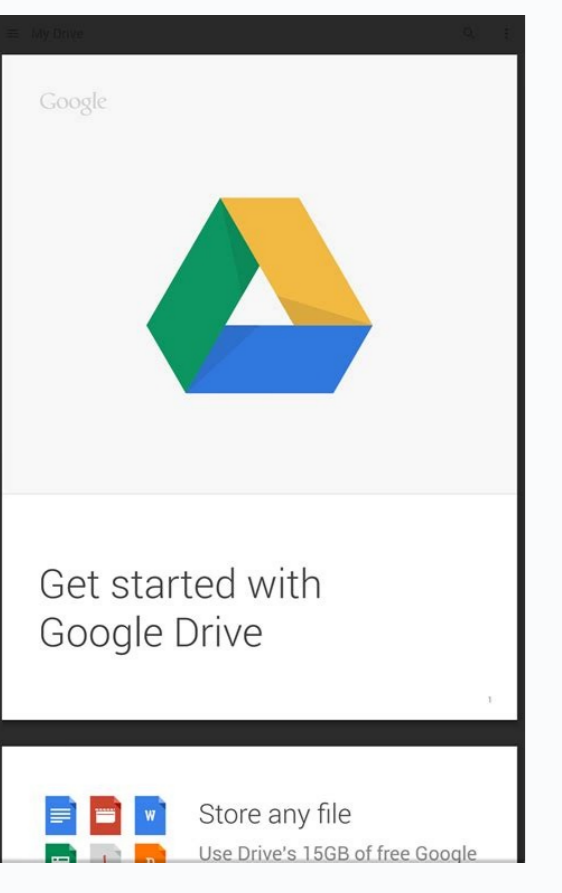 My Drive
Google
Get started with
Google Drive
1
W
Store any file
Use Drive's 15GB of free Google